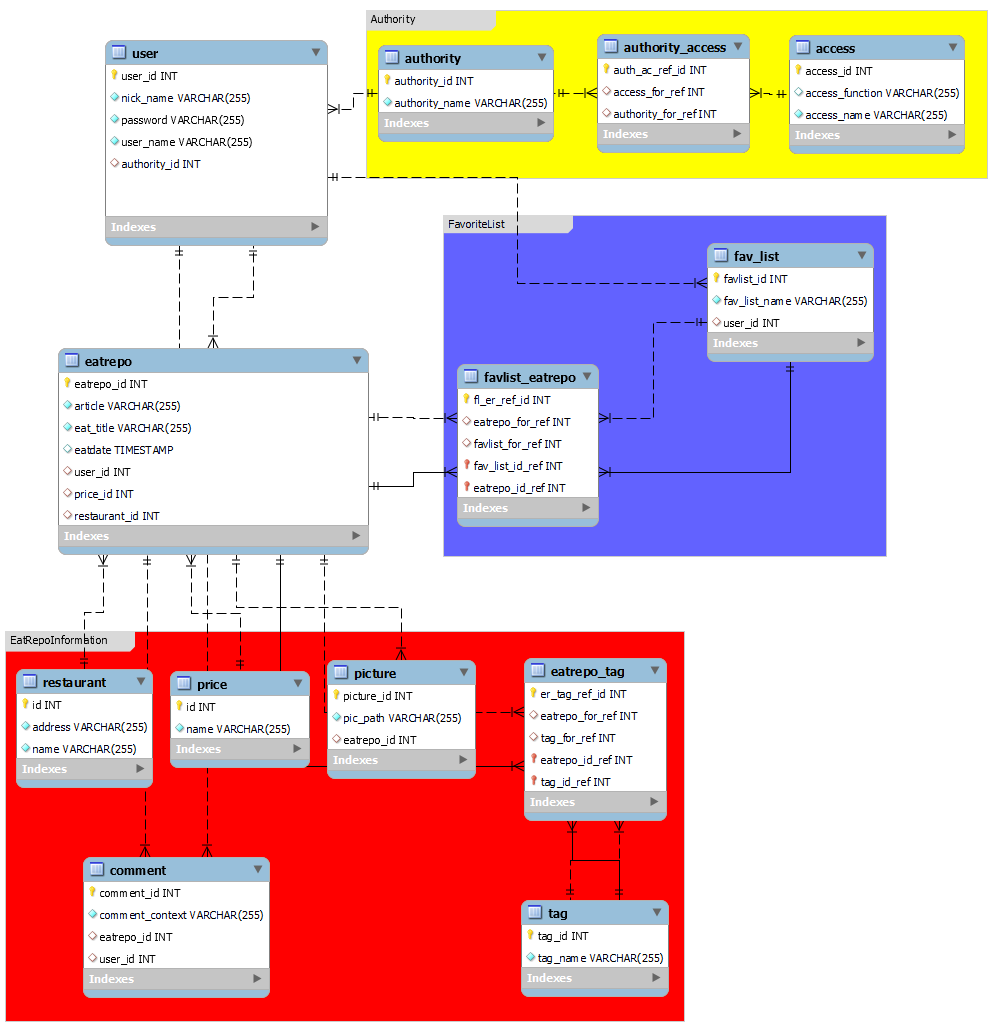 Authority
user
user_id INT
nick_name VARCHAR(255)
password VARCHAR(255)
user_name VARCHAR(255)
authority_id INT
Indexes
authority
authority_id INT
authority_name VARCHAR(255)
Indexes
authority_access
auth_ac_ref_id INT
access_for_ref INT
authority_for_ref INT
Indexes
access
access_id INT
access_function VARCHAR(255)
access_name VARCHAR(255)
Indexes
FavoriteList
fav_list
favlist_id INT
fav_list_name VARCHAR(255)
user_id INT
Indexes
eatrepo
eatrepo_id INT
article VARCHAR(255)
eat_title VARCHAR(255)
eatdate TIMESTAMP
user_id INT
price_id INT
restaurant_id INT
Indexes
favlist_eatrepo
fl_er_ref_id INT
eatrepo_for_ref INT
favlist_for_ref INT
fav_list_id_ref INT
eatrepo_id_ref INT
Indexes
EatRepoInformation
restaurant
id INT
address VARCHAR(255)
name VARCHAR(255)
Indexes
price
id INT
name VARCHAR(255)
Indexes
picture
picture_id INT
pic_path VARCHAR(255)
eatrepo_id INT
Indexes
eatrepo_tag
er_tag_ref_id INT
eatrepo_for_ref INT
tag_for_ref INT
eatrepo_id_ref INT
tag_id_ref INT
Indexes
comment
comment_id INT
comment_context VARCHAR(255)
eatrepo_id INT
user_id INT
Indexes
tag
tag_id INT
tag_name VARCHAR(255)
Indexes